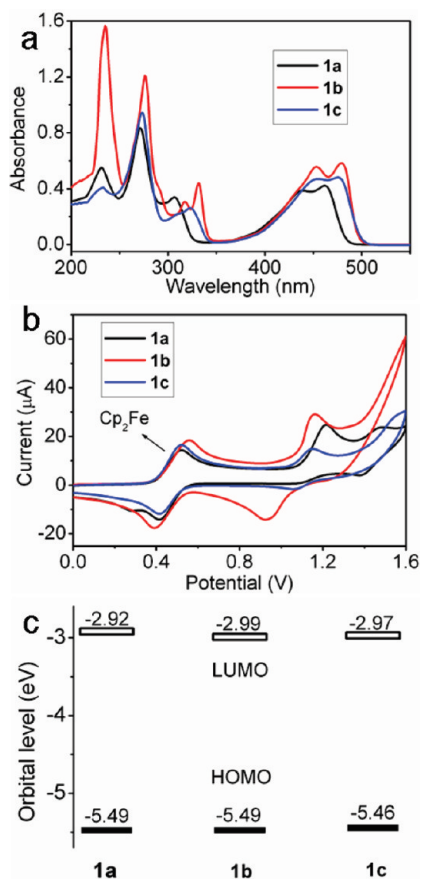 a
1a
1b
1c
Absorbance
1.6
1.2
0.8
0.4
0.0
200 300 400 500
Wavelength (nm)
b
1a
1b
1c
Cp₂Fe
Current (μA)
60
40
20
0
-20
0.0 0.4 0.8 1.2 1.6
Potential (V)
c
-2.92 -2.99 -2.97
LUMO
HOMO
-5.49 -5.49 -5.46
Orbital level (eV)
-3
-4
-5
1a 1b 1c